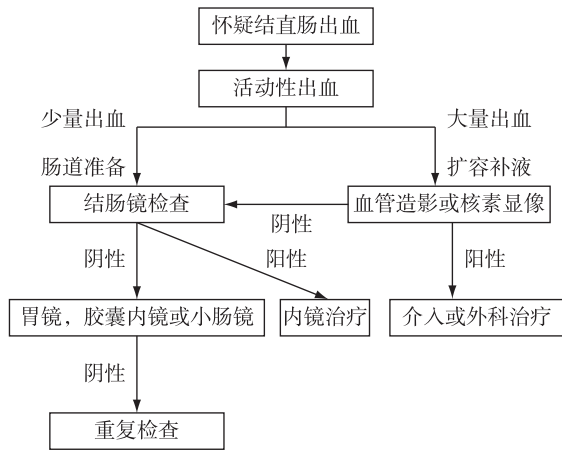 怀疑结直肠出血
活动性出血
少量出血
大量出血
肠道准备
扩容补液
结肠镜检查
血管造影或核素显像
阴性
阴性
阳性
阳性
胃镜，胶囊内镜或小肠镜
内镜治疗
介入或外科治疗
阴性
重复检查